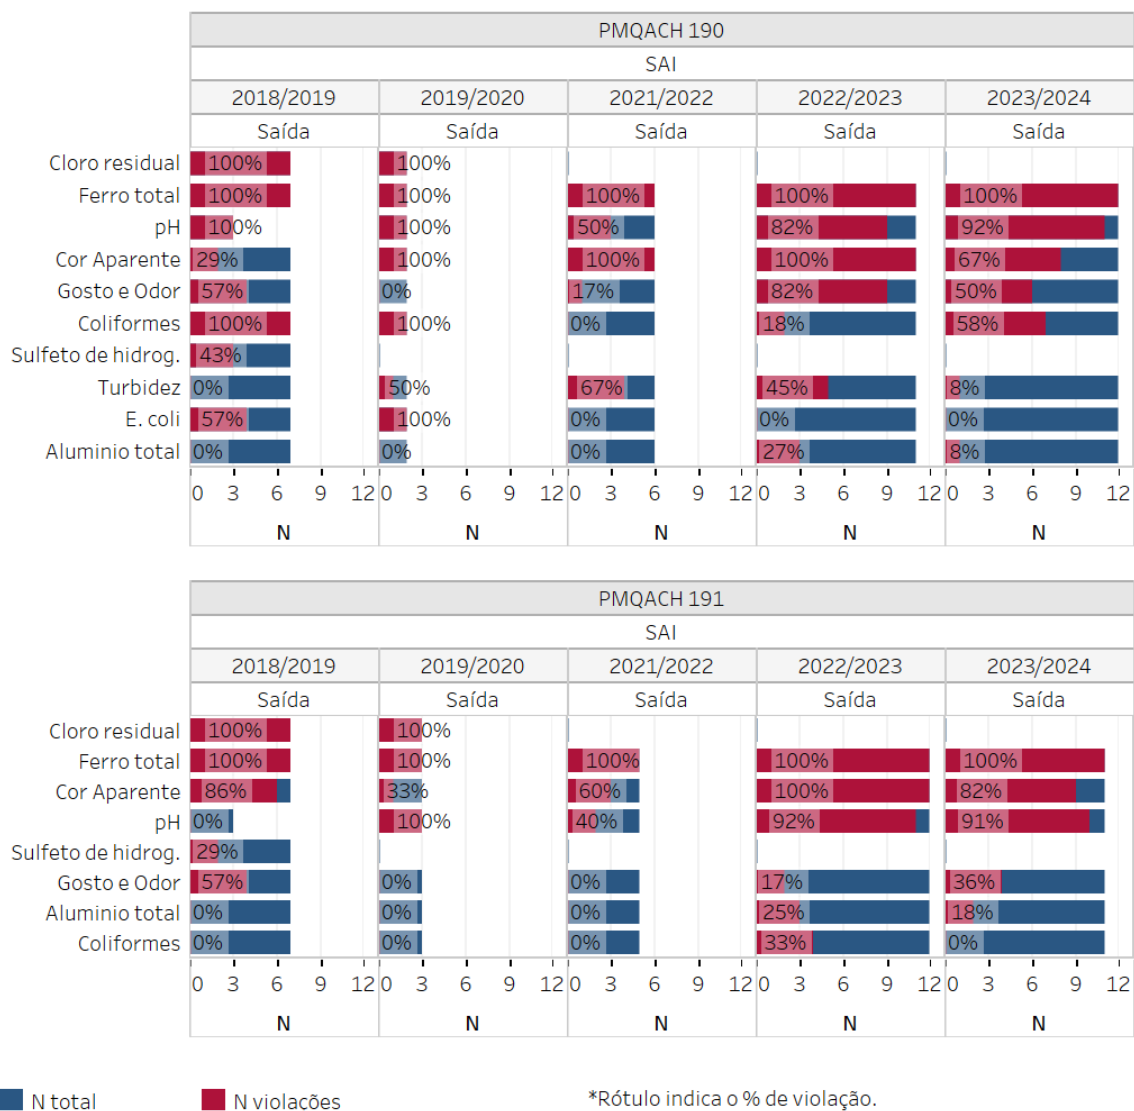 PMQACH 190
SAI
2018/2019 2019/2020 2021/2022 2022/2023 2023/2024
Saída Saída Saída Saída Saída
Cloro residual 100% 100%
Ferro total 100% 100% 100% 100% 100%
pH 100% 100% 50% 82% 92%
Cor Aparente 29% 100% 100% 100% 67%
Gosto e Odor 57% 0% 17% 82% 50%
Coliformes 100% 100% 0% 18% 58%
Sulfeto de hidrog. 43%
Turbidez 0% 50% 67% 45% 8%
E. coli 57% 100% 0% 0% 0%
Aluminio total 0% 0% 0% 27% 8%
0 3 6 9 12 0 3 6 9 12 0 3 6 9 12 0 3 6 9 12 0 3 6 9 12
N N N N N
PMQACH 191
SAI
2018/2019 2019/2020 2021/2022 2022/2023 2023/2024
Saída Saída Saída Saída Saída
Cloro residual 100% 100%
Ferro total 100% 100% 100% 100% 100%
Cor Aparente 86% 33% 60% 100% 82%
pH 0% 100% 40% 92% 91%
Sulfeto de hidrog. 29%
Gosto e Odor 57% 0% 0% 17% 36%
Aluminio total 0% 0% 0% 25% 18%
Coliformes 0% 0% 0% 33% 0%
0 3 6 9 12 0 3 6 9 12 0 3 6 9 12 0 3 6 9 12 0 3 6 9 12
N N N N N
N total N violações *Rótulo indica o % de violação.